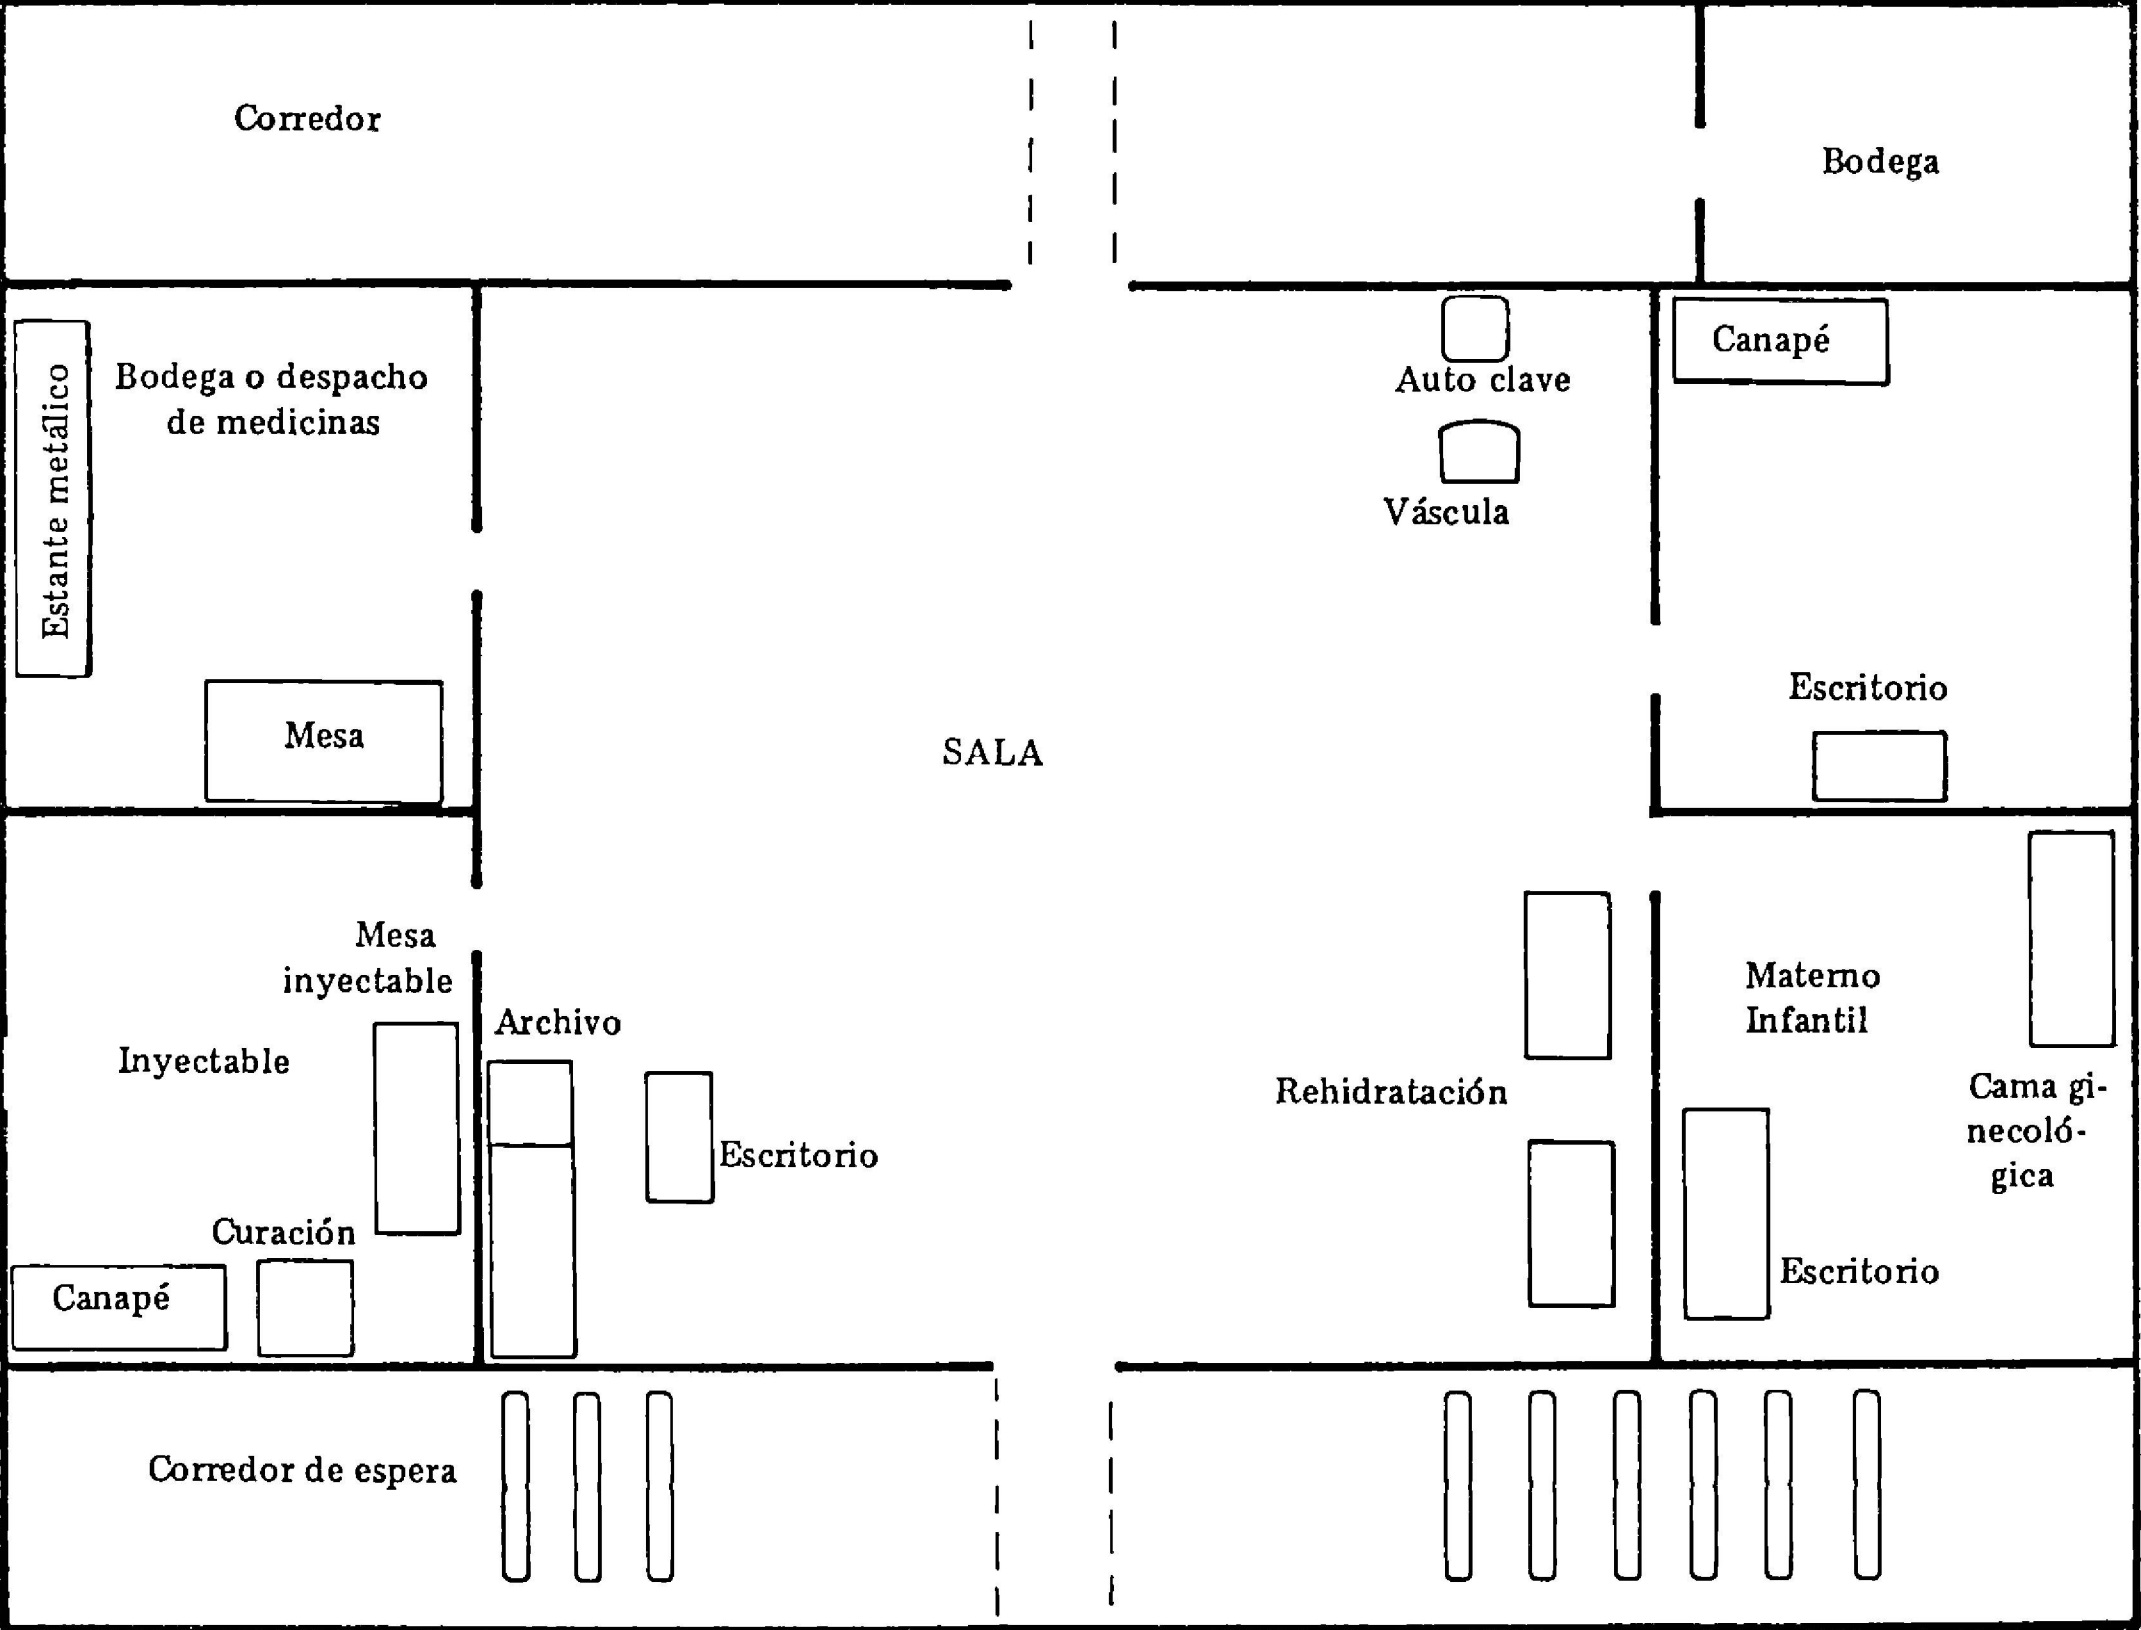 Corredor
Bodega
Estante metálico
Bodega o despacho
de medicinas
Mesa
Auto clave
Váscula
Canapé
Escritorio
SALA
Mesa
inyectable
Inyectable
Curación
Canapé
Archivo
Escritorio
Rehidratación
Materno
Infantil
Cama gi-
necoló-
gica
Escritorio
Corredor de espera